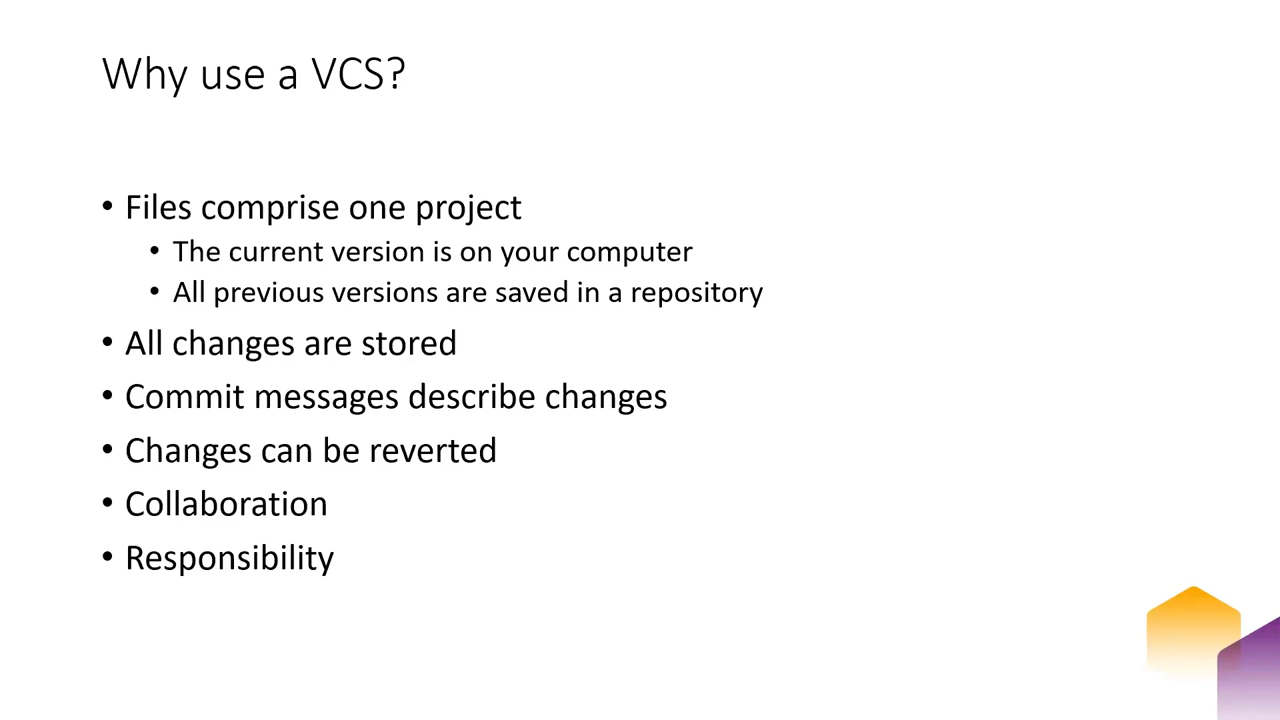 Why use a VCS?
• Files comprise one project
• The current version is on your computer
• All previous versions are saved in a repository
• All changes are stored
• Commit messages describe changes
• Changes can be reverted
• Collaboration
• Responsibility